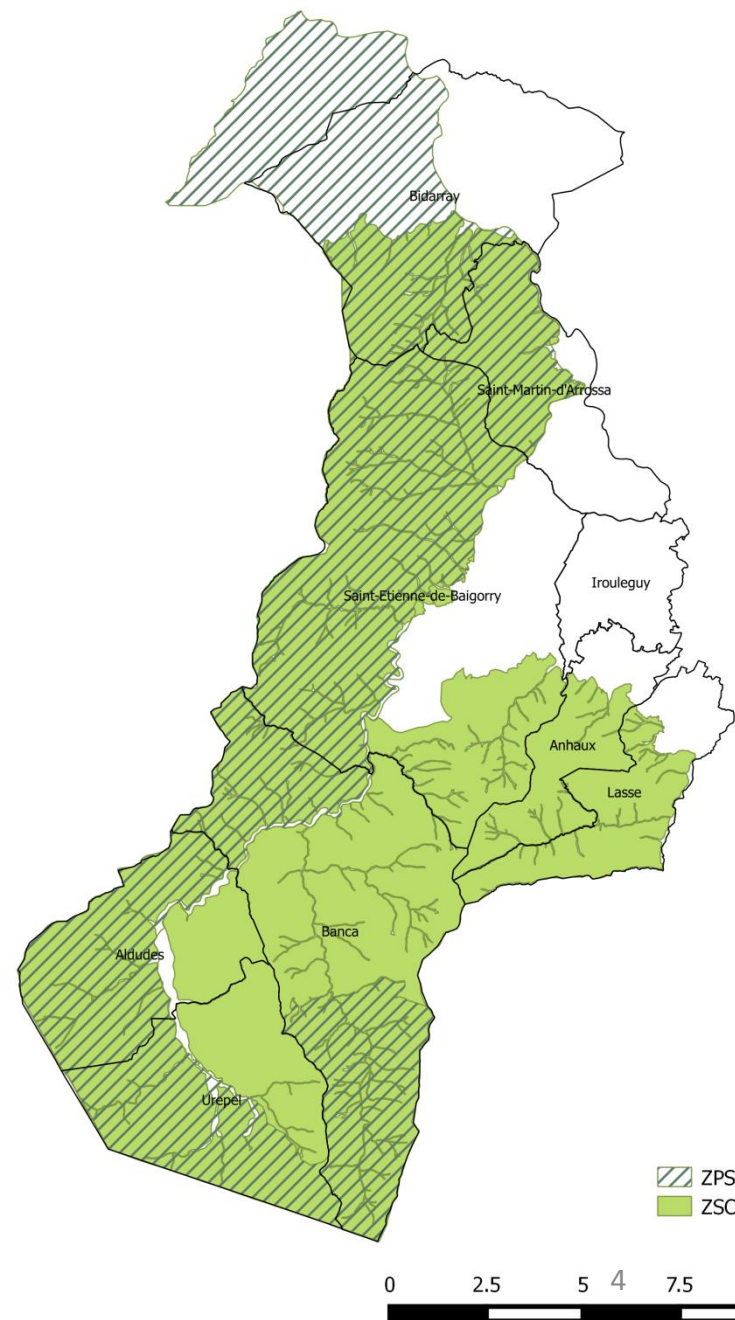 Bidarray
Saint-Martin-d'Arrossa
Irouleguy
Saint-Etienne-de-Baigorry
Anhaux
Lasse
Banca
Aldudes
Urepel
ZPS
ZSC
0 2.5 5 4 7.5